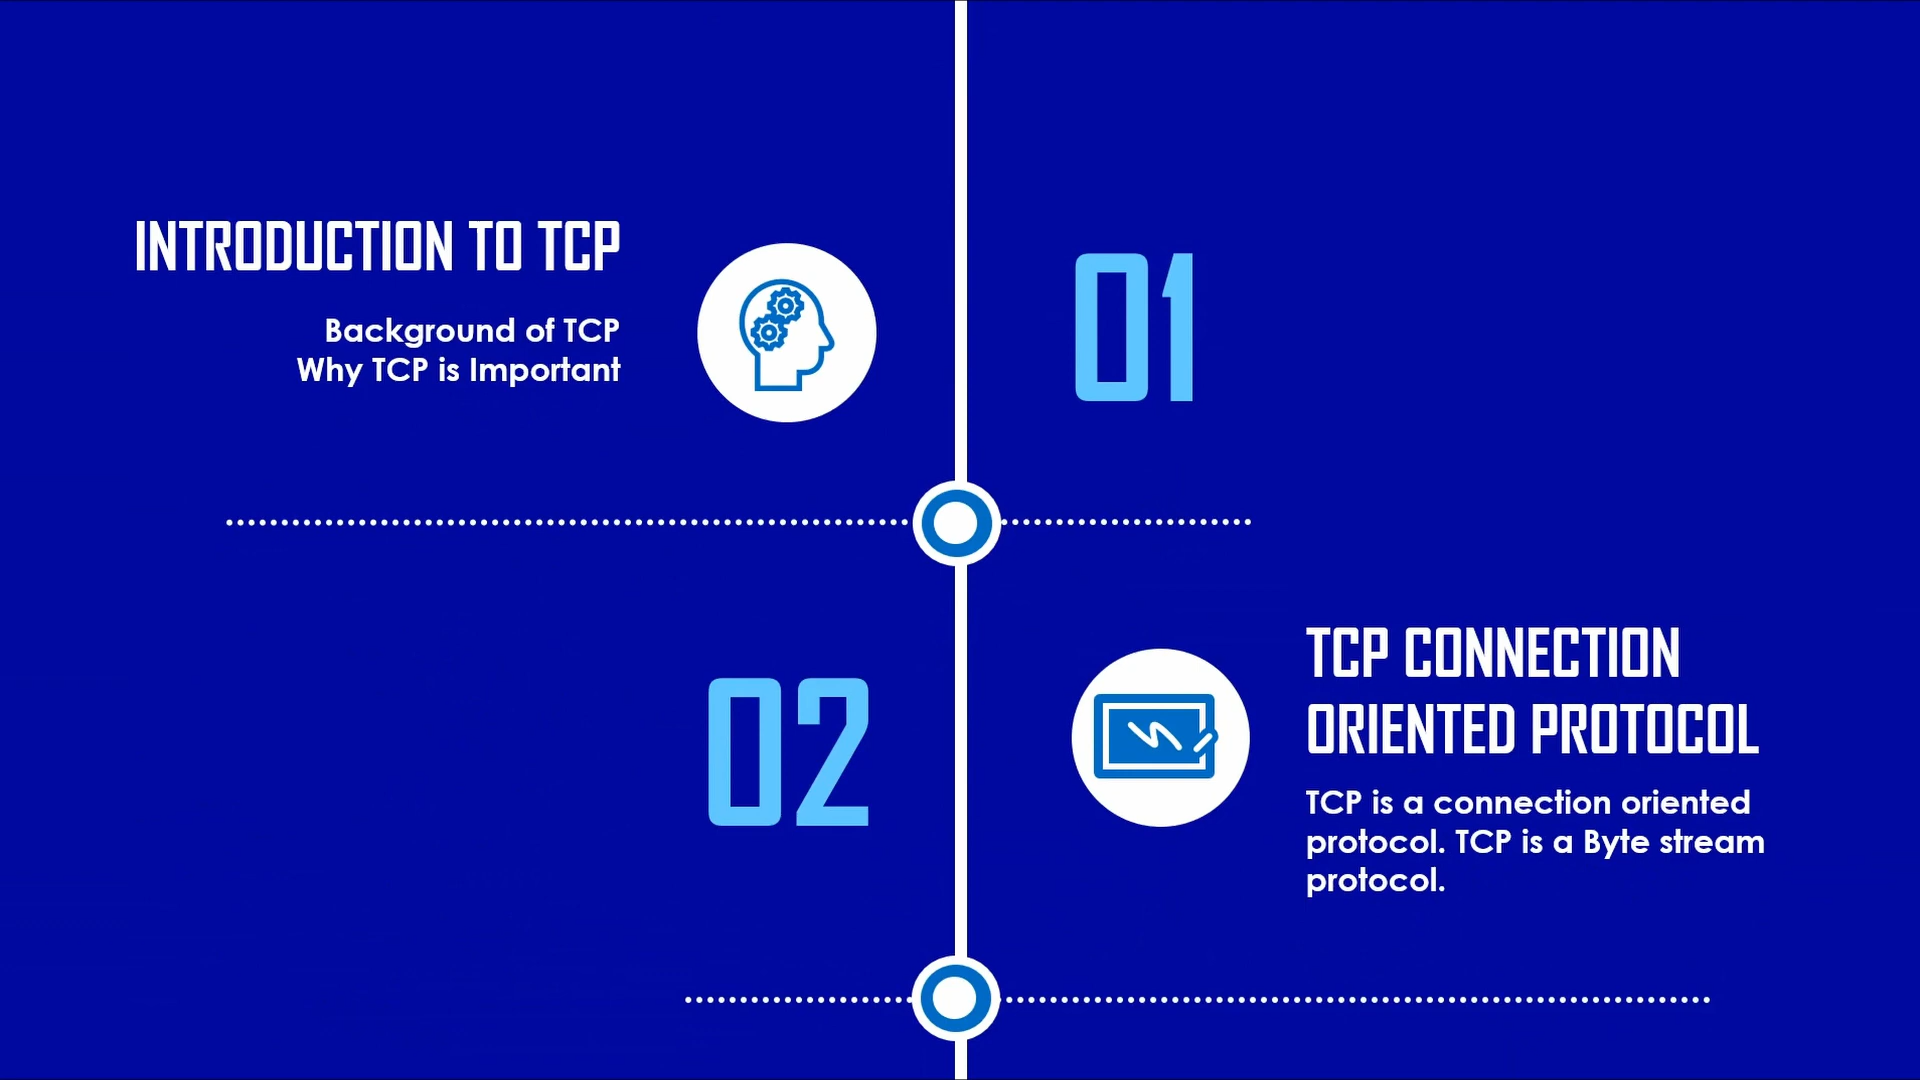 INTRODUCTION TO TCP
Background of TCP
Why TCP is Important
01
02
TCP CONNECTION
ORIENTED PROTOCOL
TCP is a connection oriented
protocol. TCP is a Byte stream
protocol.